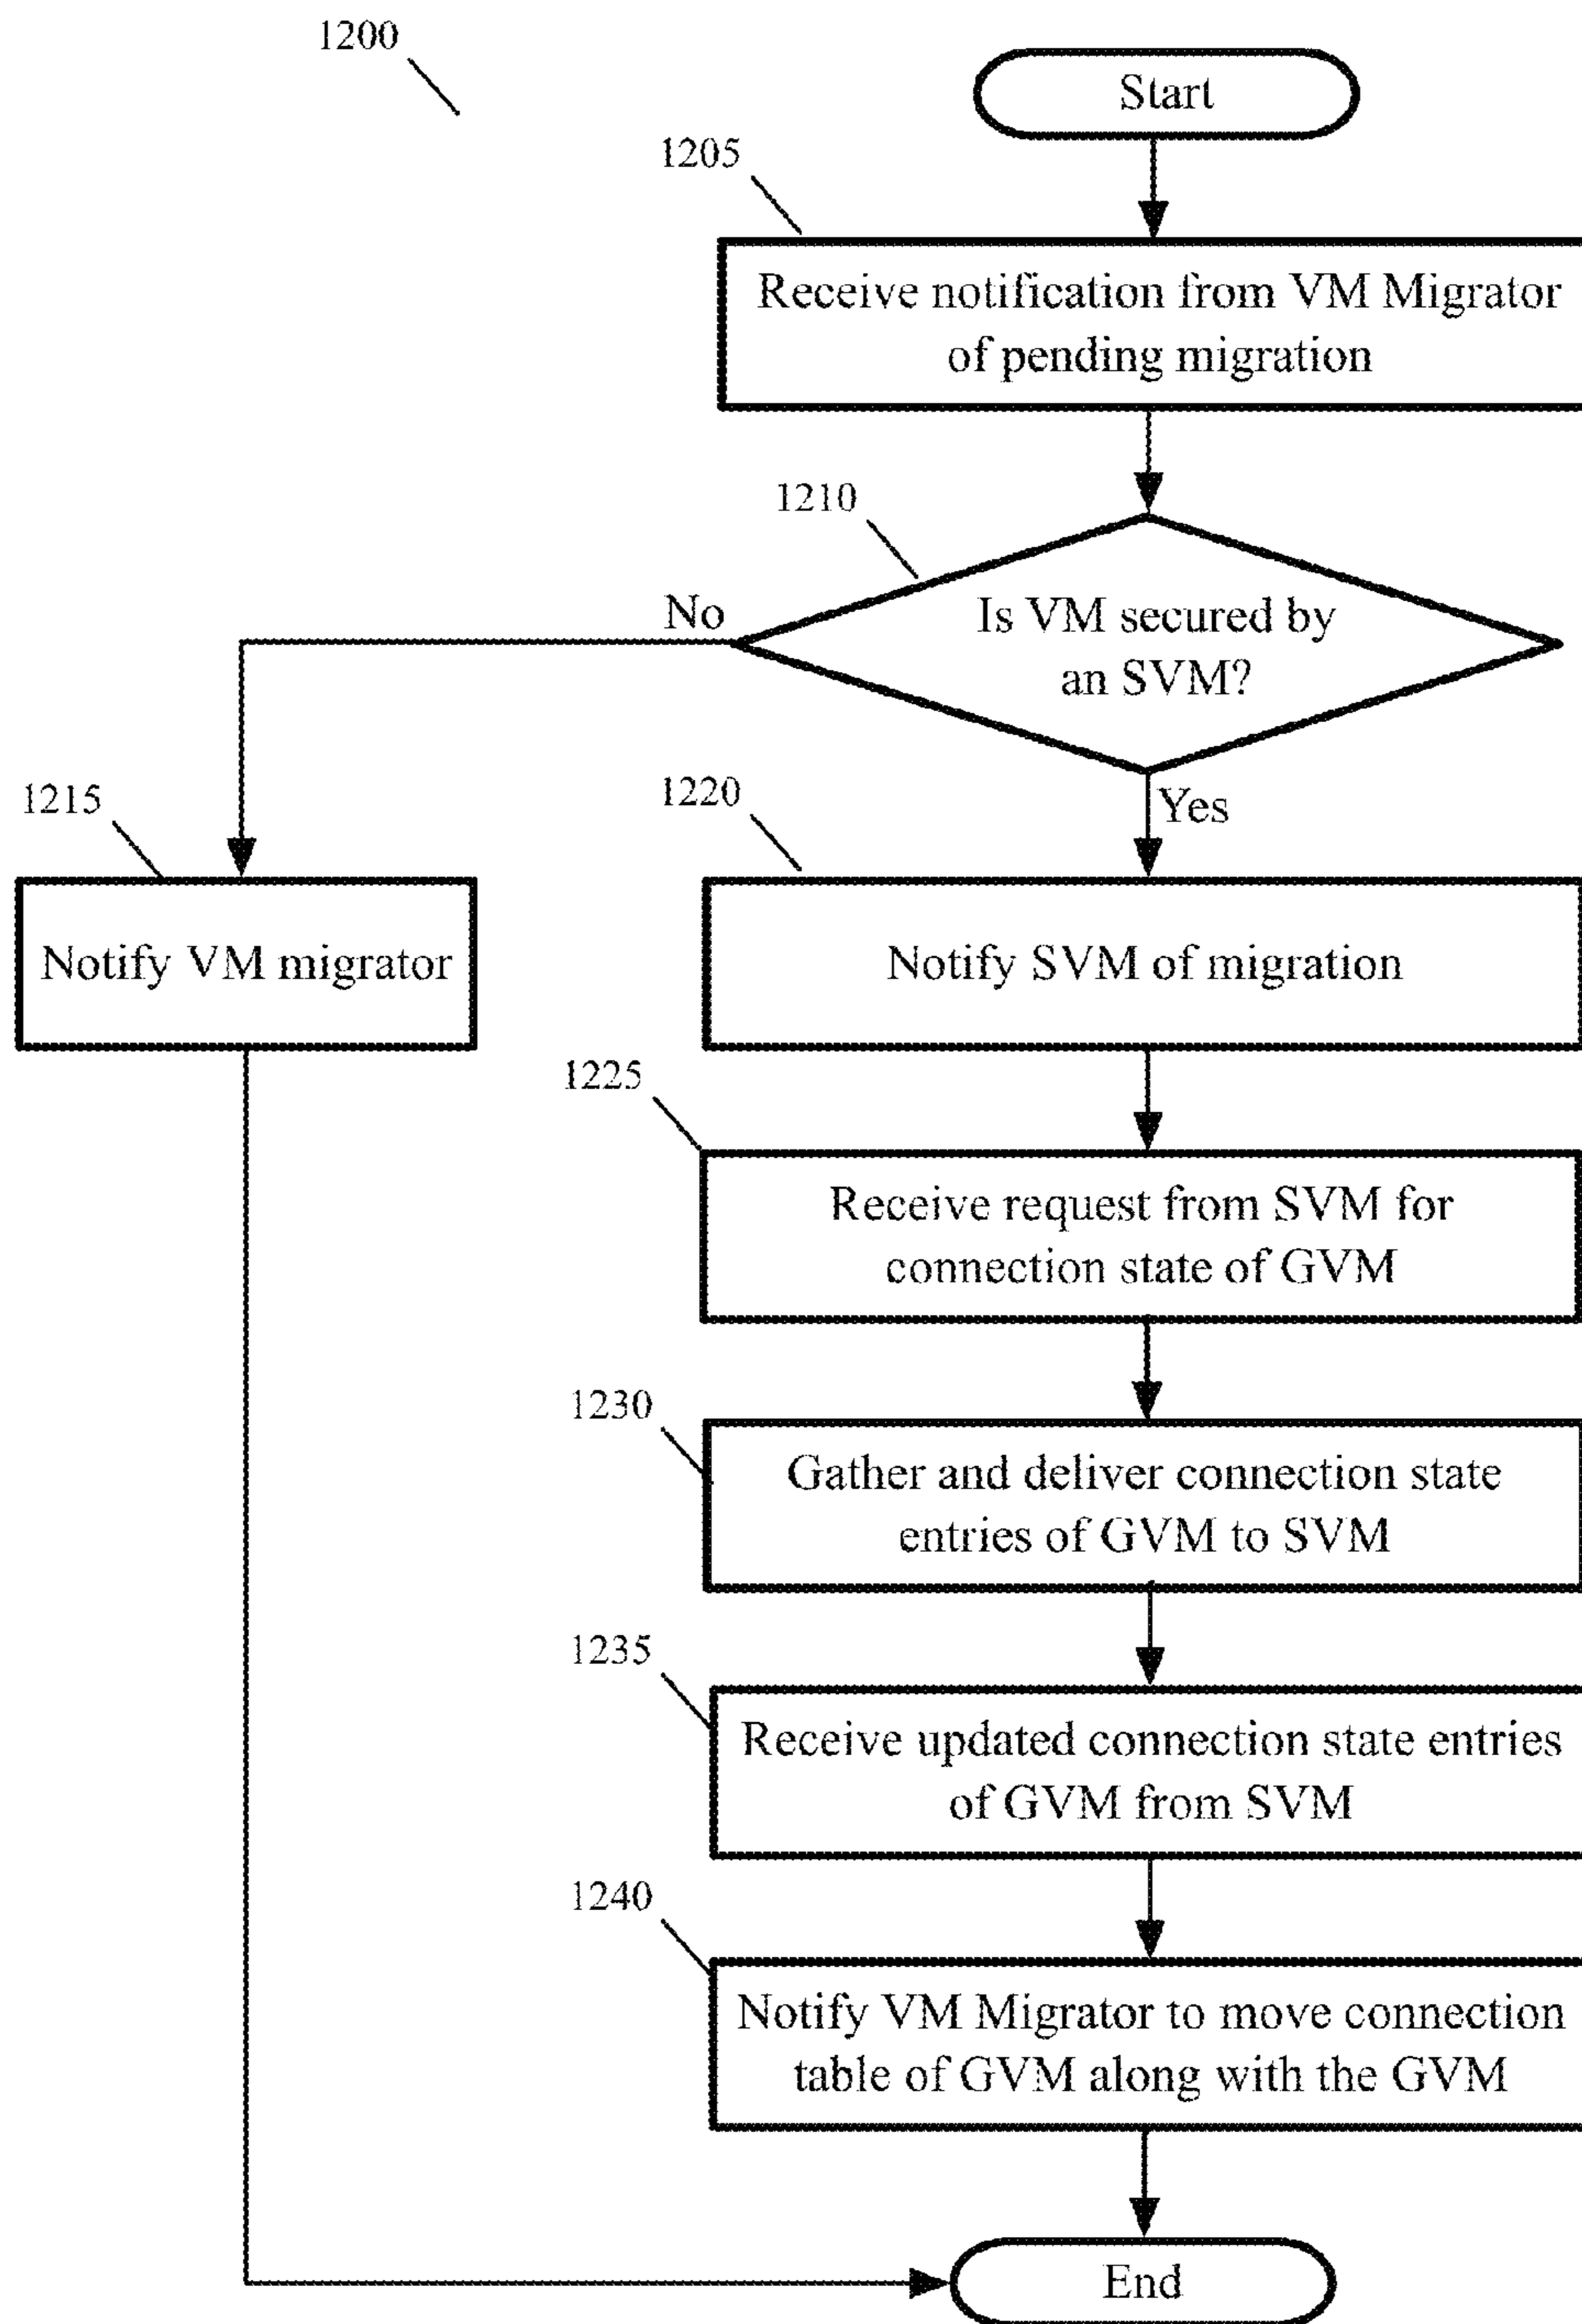 1200
Start
1205
Receive notification from VM Migrator
of pending migration
1210
No
Is VM secured by
an SVM?
Yes
1215
1220
Notify VM migrator
Notify SVM of migration
1225
Receive request from SVM for
connection state of GVM
1230
Gather and deliver connection state
entries of GVM to SVM
1235
Receive updated connection state entries
of GVM from SVM
1240
Notify VM Migrator to move connection
table of GVM along with the GVM
End